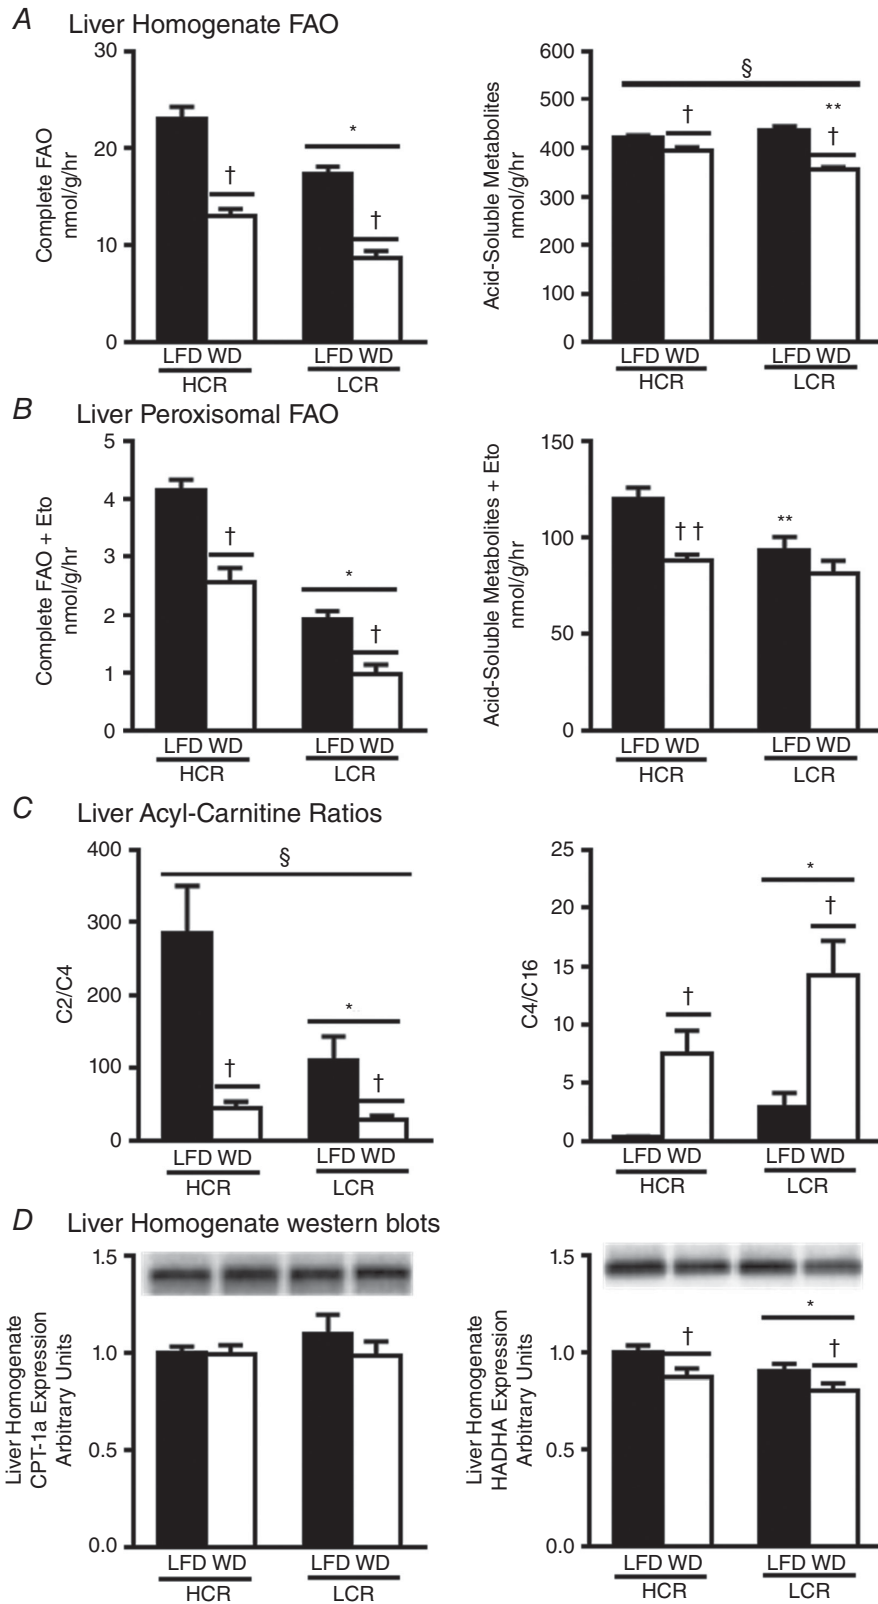 A Liver Homogenate FAO
Complete FAO
nmol/g/hr
30
20
10
0
†
*
†
LFD WD
LFD WD
HCR
LCR
Acid-Soluble Metabolites
nmol/g/hr
600
500
400
300
200
100
0
§
†
**
†
LFD WD
LFD WD
HCR
LCR
B Liver Peroxisomal FAO
Complete FAO + Eto
nmol/g/hr
5
4
3
2
1
0
†
*
†
LFD WD
LFD WD
HCR
LCR
Acid-Soluble Metabolites + Eto
nmol/g/hr
150
100
50
0
† †
**
LFD WD
LFD WD
HCR
LCR
C Liver Acyl-Carnitine Ratios
C2/C4
400
300
200
100
0
§
†
*
†
LFD WD
LFD WD
HCR
LCR
C4/C16
25
20
15
10
5
0
†
*
†
LFD WD
LFD WD
HCR
LCR
D Liver Homogenate western blots
Liver Homogenate
CPT-1a Expression
Arbitrary Units
1.5
1.0
0.5
0.0
LFD WD
LFD WD
HCR
LCR
Liver Homogenate
HADHA Expression
Arbitrary Units
1.5
1.0
0.5
0.0
†
*
†
LFD WD
LFD WD
HCR
LCR